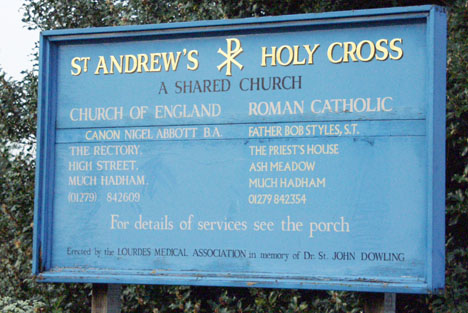 ST ANDREW'S ☧ HOLY CROSS
A SHARED CHURCH
CHURCH OF ENGLAND ROMAN CATHOLIC
CANON NIGEL ABBOTT B.A. FATHER BOB STYLES, S.T.
THE RECTORY, THE PRIEST'S HOUSE
HIGH STREET, ASH MEADOW
MUCH HADHAM. MUCH HADHAM
(01279) 842609 01279 842354
For details of services see the porch
Erected by the LOURDES MEDICAL ASSOCIATION in memory of Dr. St. JOHN DOWLING